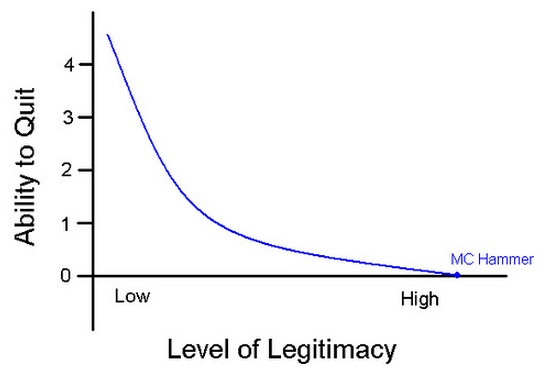 Ability to Quit
4
3
2
1
0
MC Hammer
Low
High
Level of Legitimacy